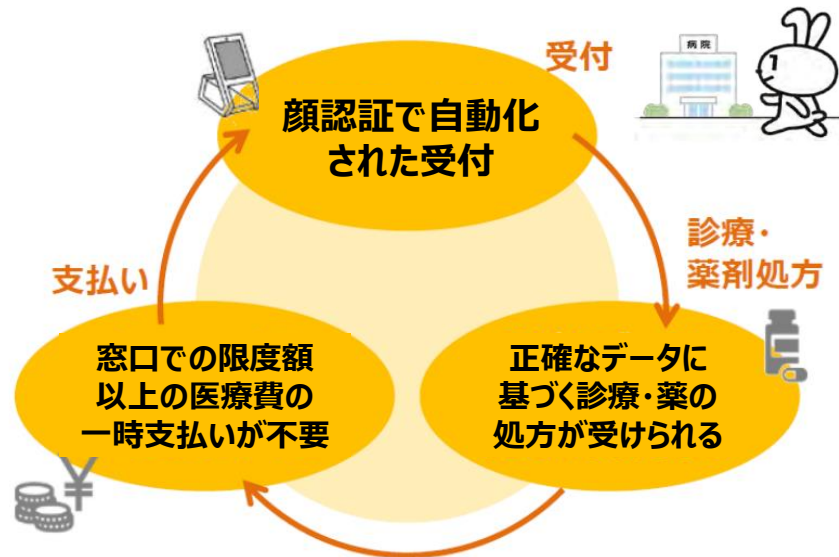 受付
病院
顔認証で自動化
された受付
診療・
薬剤処方
支払い
窓口での限度額
以上の医療費の
一時支払いが不要
正確なデータに
基づく診療・薬の
処方が受けられる
¥